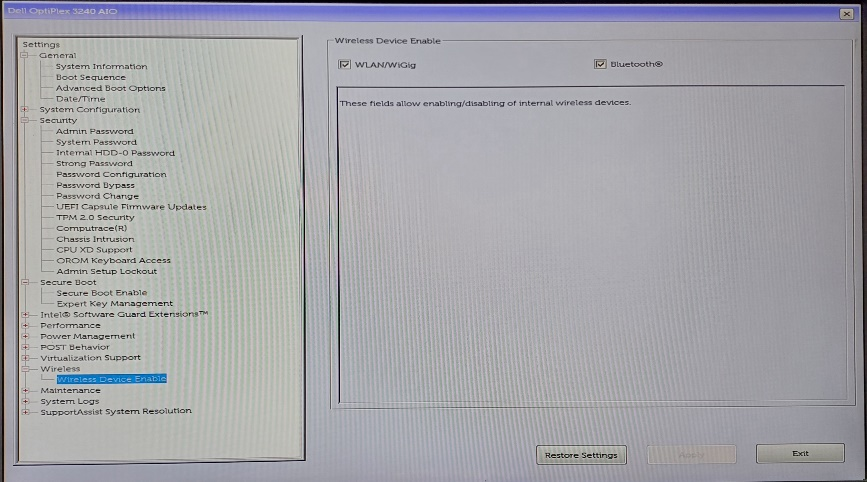 Dell OptiPlex 3240 AIO
Settings
General
System Information
Boot Sequence
Advanced Boot Options
Date/Time
System Configuration
Security
Admin Password
System Password
Internal HDD-0 Password
Strong Password
Password Configuration
Password Bypass
Password Change
UEFI Capsule Firmware Updates
TPM 2.0 Security
Computrace(R)
Chassis Intrusion
CPU XD Support
OROM Keyboard Access
Admin Setup Lockout
Secure Boot
Secure Boot Enable
Expert Key Management
Intel® Software Guard Extensions™
Performance
Power Management
POST Behavior
Virtualization Support
Wireless
Wireless Device Enable
Maintenance
System Logs
SupportAssist System Resolution
Wireless Device Enable
WLAN/WiGig
Bluetooth®
These fields allow enabling/disabling of internal wireless devices.
Restore Settings
Apply
Exit